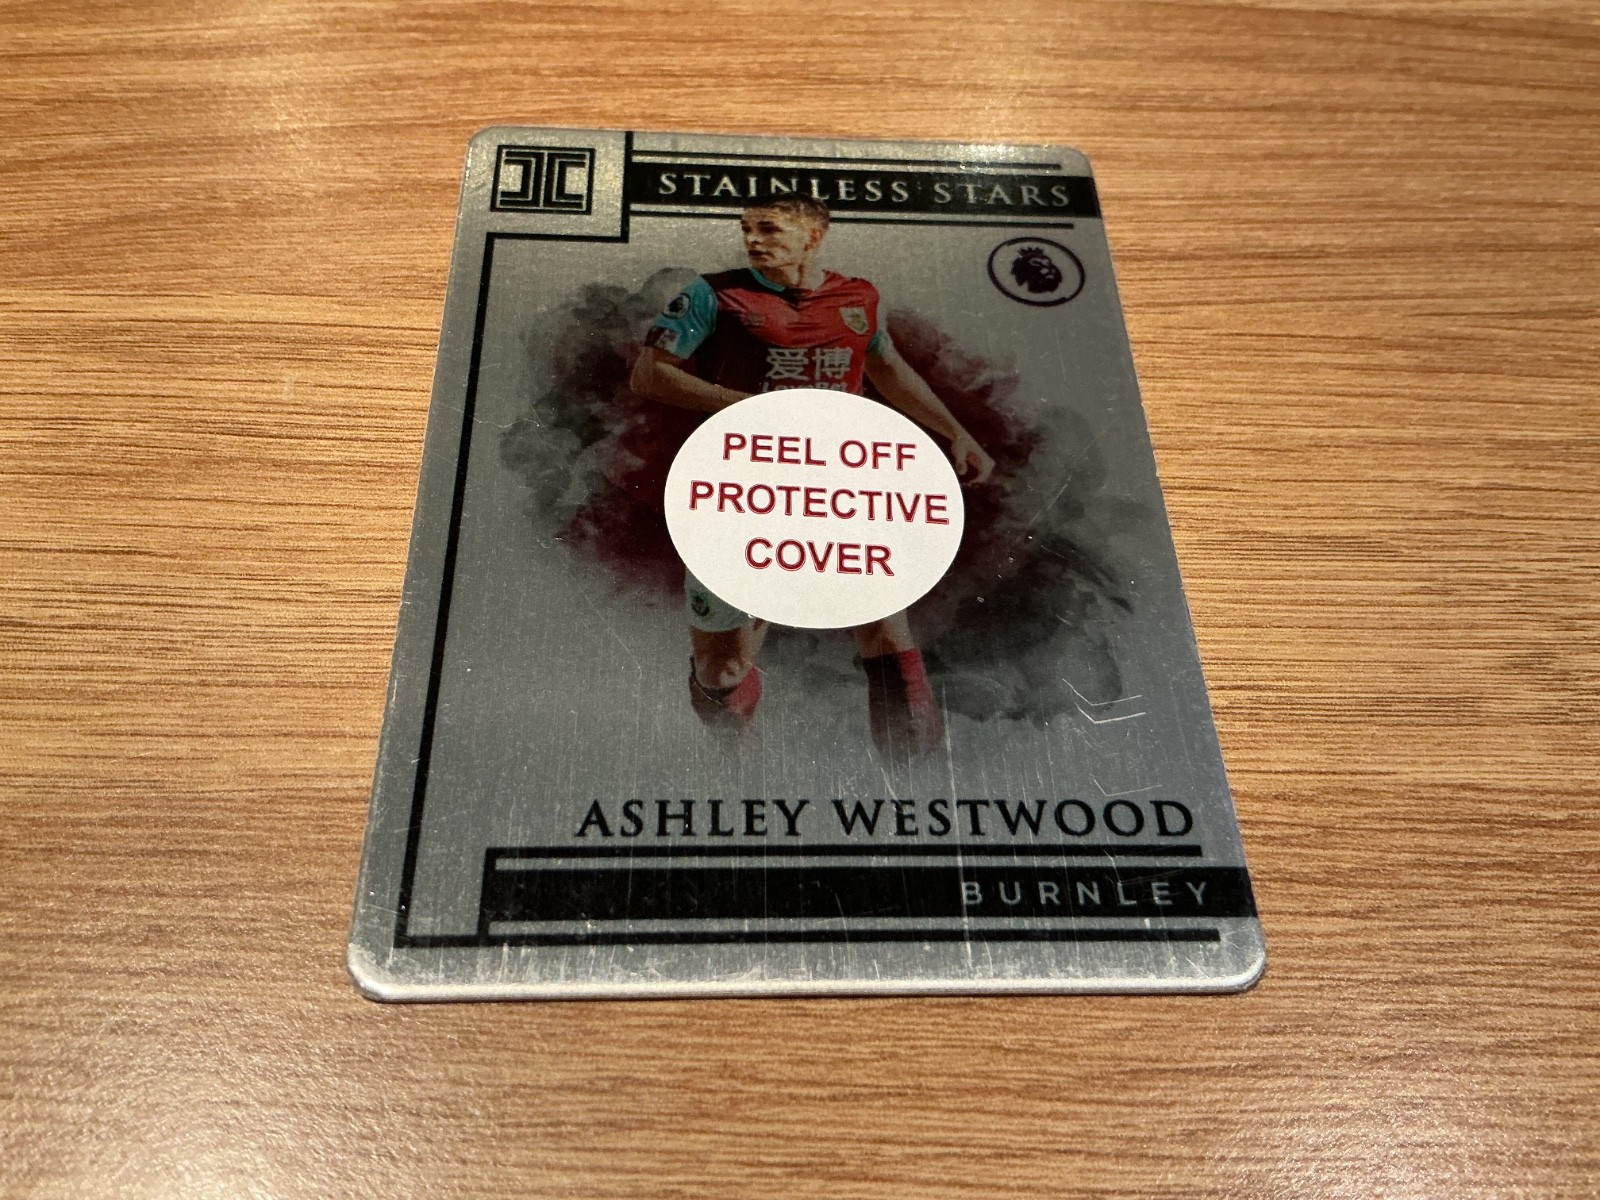 STAINLESS STARS
爱博
PEEL OFF
PROTECTIVE
COVER
ASHLEY WESTWOOD
BURNLEY